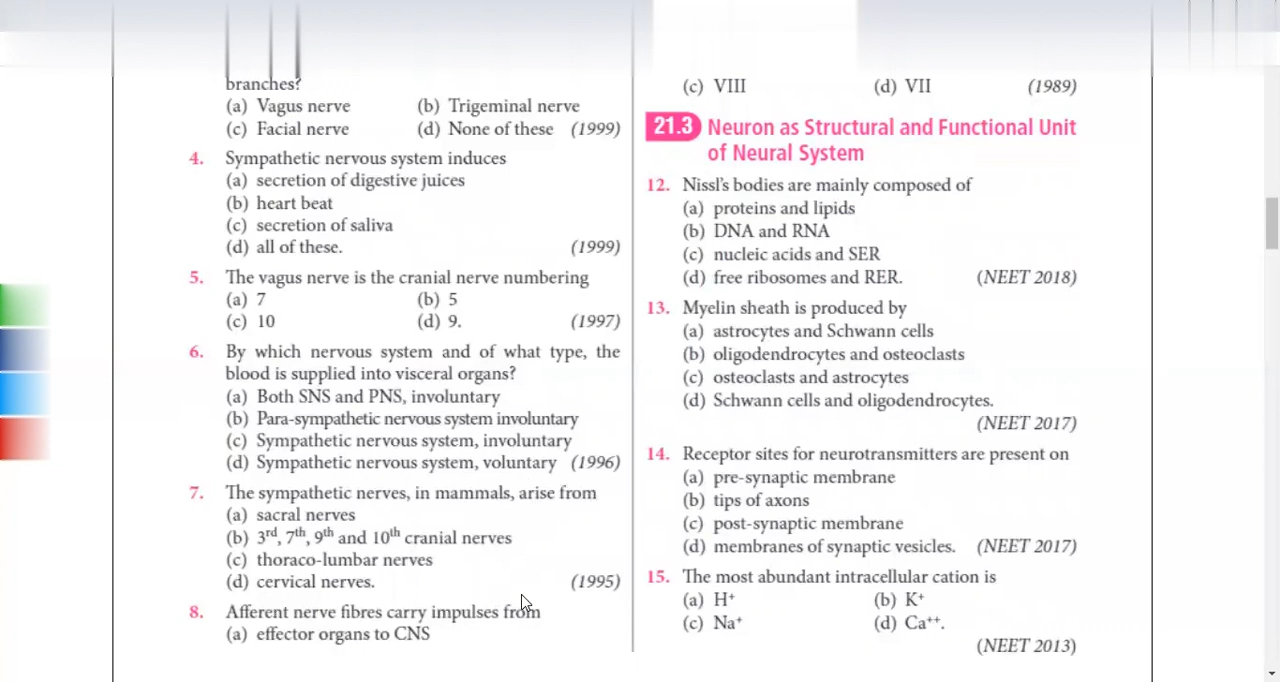 branches?
(a) Vagus nerve (b) Trigeminal nerve
(c) Facial nerve (d) None of these (1999)
4. Sympathetic nervous system induces
(a) secretion of digestive juices
(b) heart beat
(c) secretion of saliva
(d) all of these. (1999)
5. The vagus nerve is the cranial nerve numbering
(a) 7 (b) 5
(c) 10 (d) 9. (1997)
6. By which nervous system and of what type, the
blood is supplied into visceral organs?
(a) Both SNS and PNS, involuntary
(b) Para-sympathetic nervous system involuntary
(c) Sympathetic nervous system, involuntary
(d) Sympathetic nervous system, voluntary (1996)
7. The sympathetic nerves, in mammals, arise from
(a) sacral nerves
(b) 3rd, 7th, 9th and 10th cranial nerves
(c) thoraco-lumbar nerves
(d) cervical nerves. (1995)
8. Afferent nerve fibres carry impulses from
(a) effector organs to CNS
(c) VIII (d) VII (1989)
21.3 Neuron as Structural and Functional Unit
of Neural System
12. Nissl's bodies are mainly composed of
(a) proteins and lipids
(b) DNA and RNA
(c) nucleic acids and SER
(d) free ribosomes and RER. (NEET 2018)
13. Myelin sheath is produced by
(a) astrocytes and Schwann cells
(b) oligodendrocytes and osteoclasts
(c) osteoclasts and astrocytes
(d) Schwann cells and oligodendrocytes.
(NEET 2017)
14. Receptor sites for neurotransmitters are present on
(a) pre-synaptic membrane
(b) tips of axons
(c) post-synaptic membrane
(d) membranes of synaptic vesicles. (NEET 2017)
15. The most abundant intracellular cation is
(a) H⁺ (b) K⁺
(c) Na⁺ (d) Ca⁺⁺.
(NEET 2013)